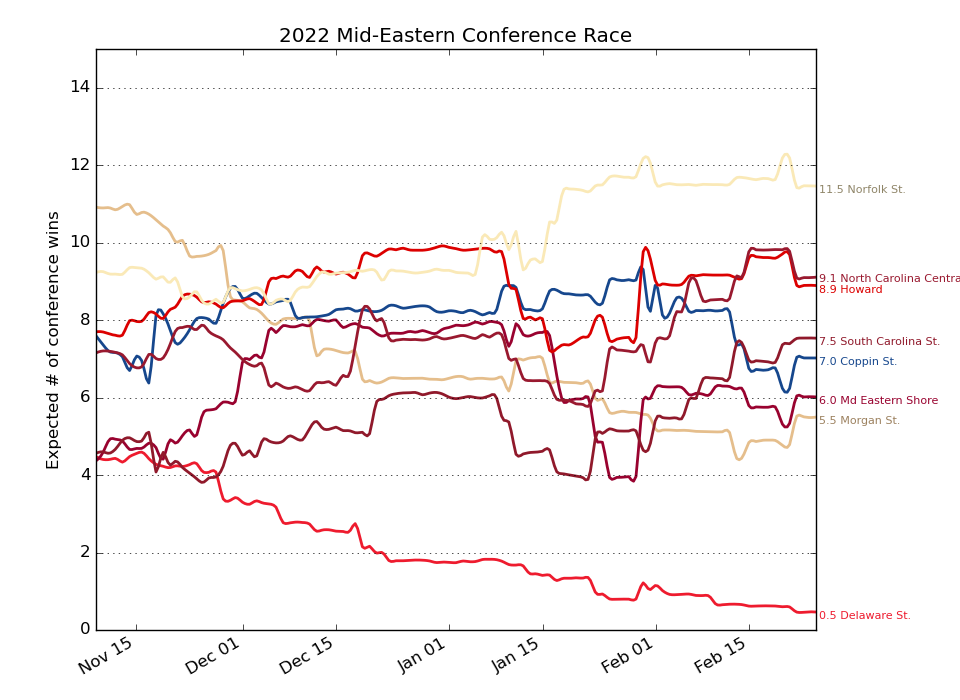 2022 Mid-Eastern Conference Race
Expected # of conference wins
14
12
10
8
6
4
2
0
Nov 15
Dec 01
Dec 15
Jan 01
Jan 15
Feb 01
Feb 15
11.5 Norfolk St.
9.1 North Carolina Centra
8.9 Howard
7.5 South Carolina St.
7.0 Coppin St.
6.0 Md Eastern Shore
5.5 Morgan St.
0.5 Delaware St.